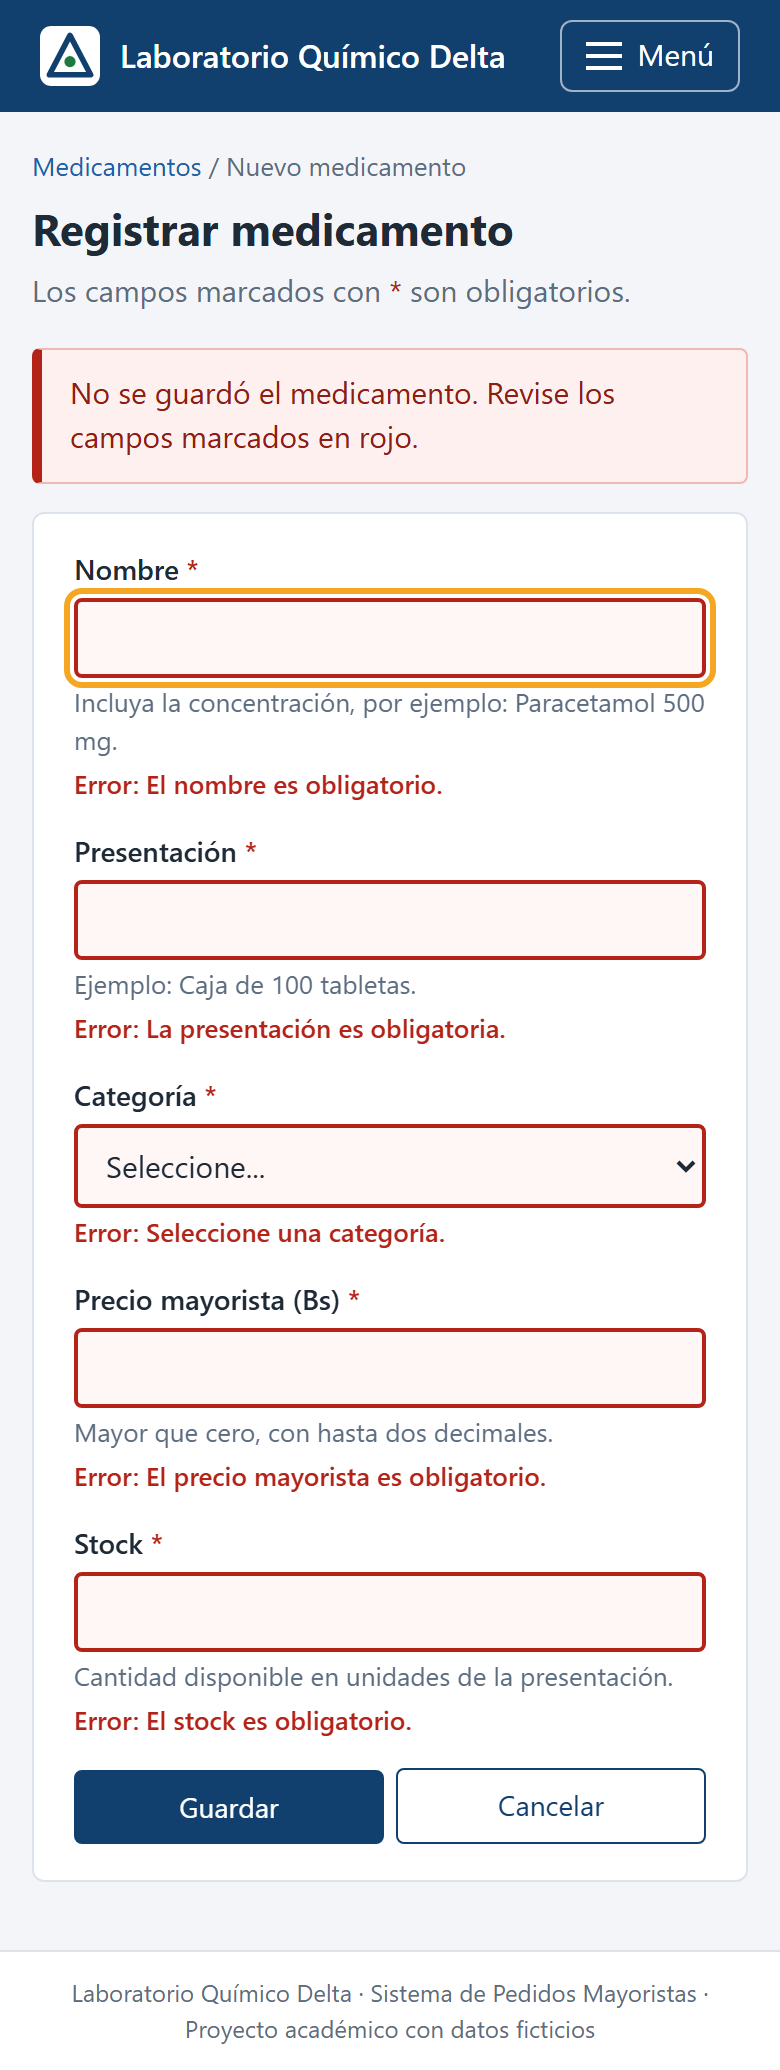 Laboratorio Químico Delta
Menú
Medicamentos / Nuevo medicamento
Registrar medicamento
Los campos marcados con * son obligatorios.
No se guardó el medicamento. Revise los
campos marcados en rojo.
Nombre *
Incluya la concentración, por ejemplo: Paracetamol 500
mg.
Error: El nombre es obligatorio.
Presentación *
Ejemplo: Caja de 100 tabletas.
Error: La presentación es obligatoria.
Categoría *
Seleccione...
Error: Seleccione una categoría.
Precio mayorista (Bs) *
Mayor que cero, con hasta dos decimales.
Error: El precio mayorista es obligatorio.
Stock *
Cantidad disponible en unidades de la presentación.
Error: El stock es obligatorio.
Guardar
Cancelar
Laboratorio Químico Delta · Sistema de Pedidos Mayoristas ·
Proyecto académico con datos ficticios